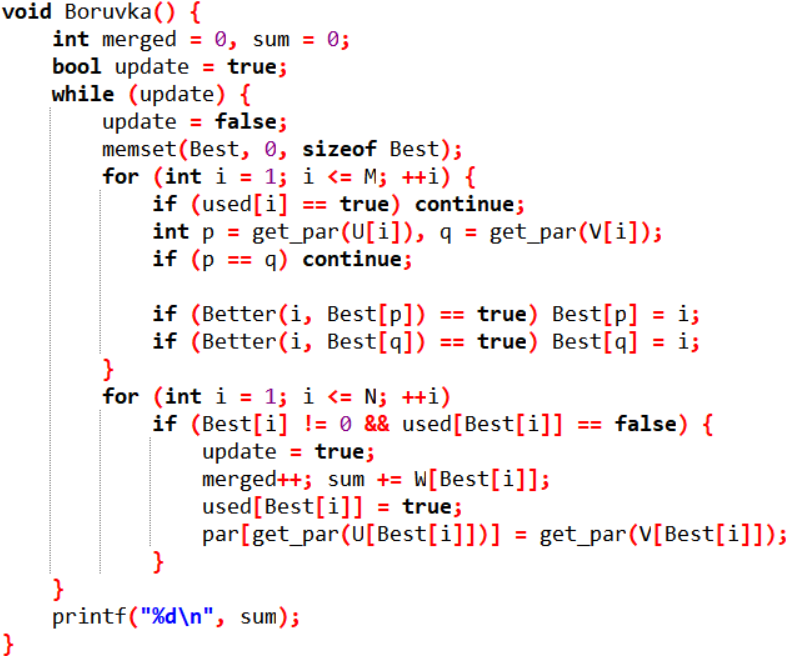 void Boruvka() {
    int merged = 0, sum = 0;
    bool update = true;
    while (update) {
        update = false;
        memset(Best, 0, sizeof Best);
        for (int i = 1; i <= M; ++i) {
            if (used[i] == true) continue;
            int p = get_par(U[i]), q = get_par(V[i]);
            if (p == q) continue;

            if (Better(i, Best[p]) == true) Best[p] = i;
            if (Better(i, Best[q]) == true) Best[q] = i;
        }
        for (int i = 1; i <= N; ++i)
            if (Best[i] != 0 && used[Best[i]] == false) {
                update = true;
                merged++; sum += W[Best[i]];
                used[Best[i]] = true;
                par[get_par(U[Best[i]])] = get_par(V[Best[i]]);
            }
    }
    printf("%d\n", sum);
}